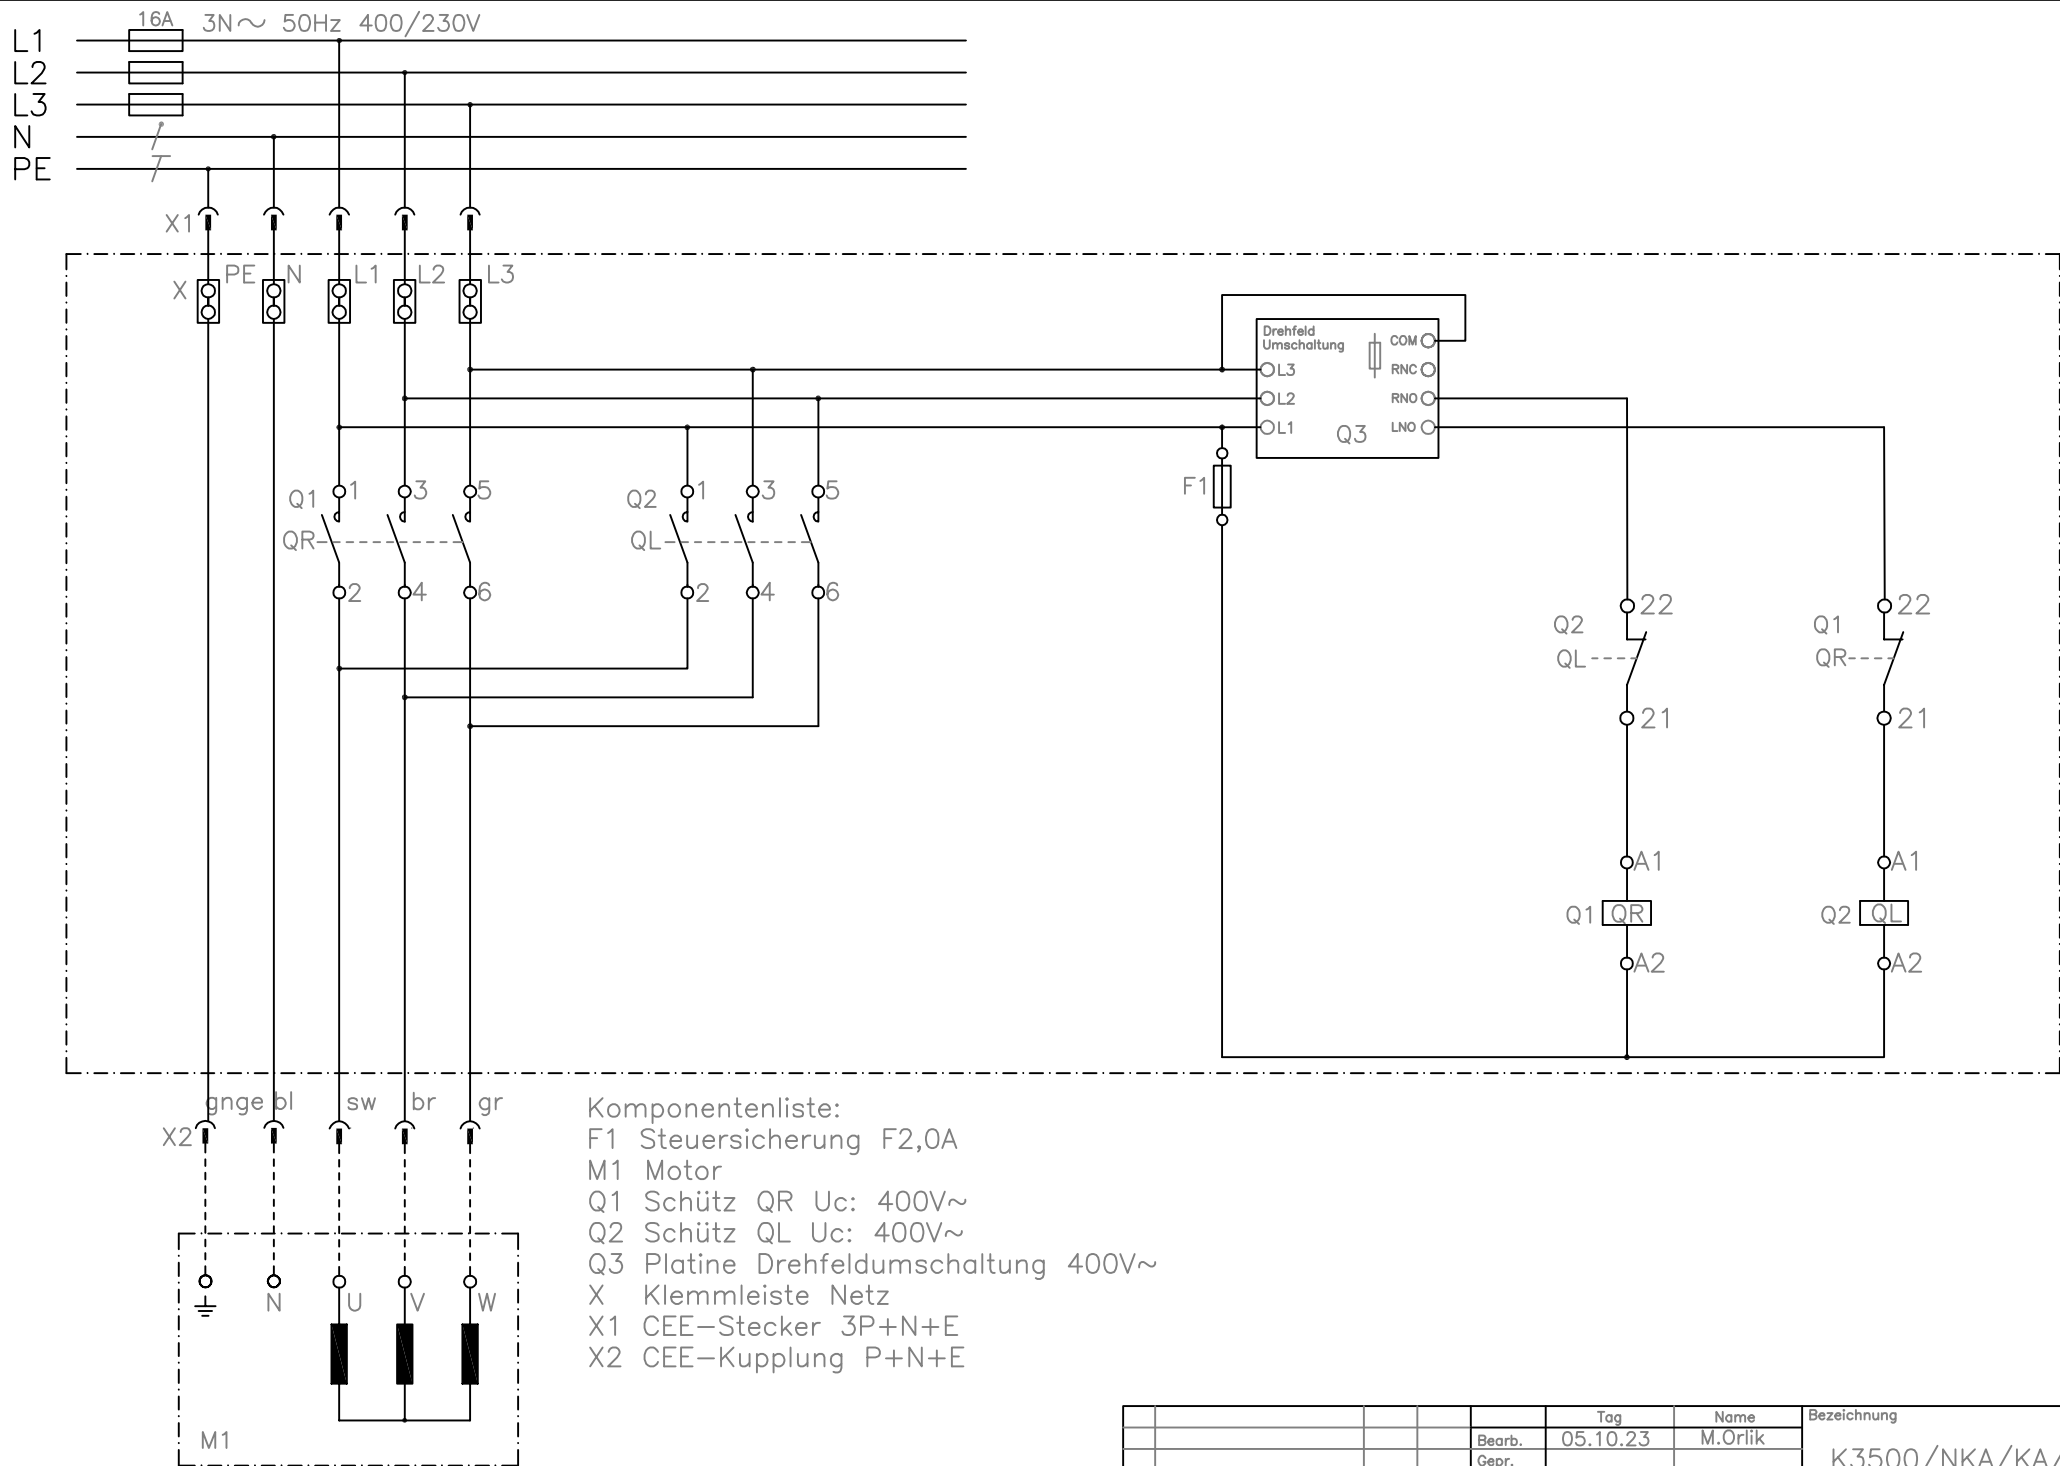 16A 3N～ 50Hz 400/230V
L1
L2
L3
N
PE
X1
X PE N L1 L2 L3
Drehfeld
Umschaltung
COM
L3 RNC
L2 RNO
L1 Q3 LNO
Q1 1 3 5
QR
2 4 6
Q2 1 3 5
QL
2 4 6
F1
22 22
Q2 Q1
QL QR
21 21
A1 A1
Q1 QR Q2 QL
A2 A2
gnge bl sw br gr
X2
N U V W
M1
Komponentenliste:
F1 Steuersicherung F2,0A
M1 Motor
Q1 Schütz QR Uc: 400V~
Q2 Schütz QL Uc: 400V~
Q3 Platine Drehfeldumschaltung 400V~
X Klemmleiste Netz
X1 CEE-Stecker 3P+N+E
X2 CEE-Kupplung P+N+E
Tag Name Bezeichnung
Bearb. 05.10.23 M.Orlik
Gepr.
K3500/NKA/KA/